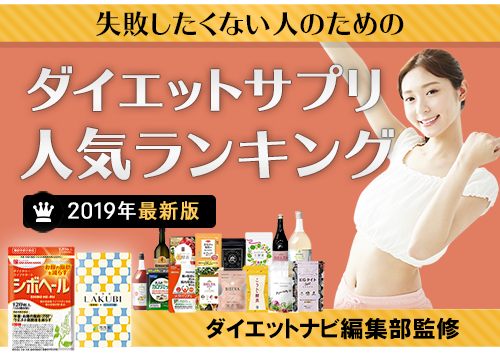 失敗したくない人のための
ダイエットサプリ
人気ランキング
2019年最新版
シボヘール
LAKUBI
ダイエットナビ編集部監修